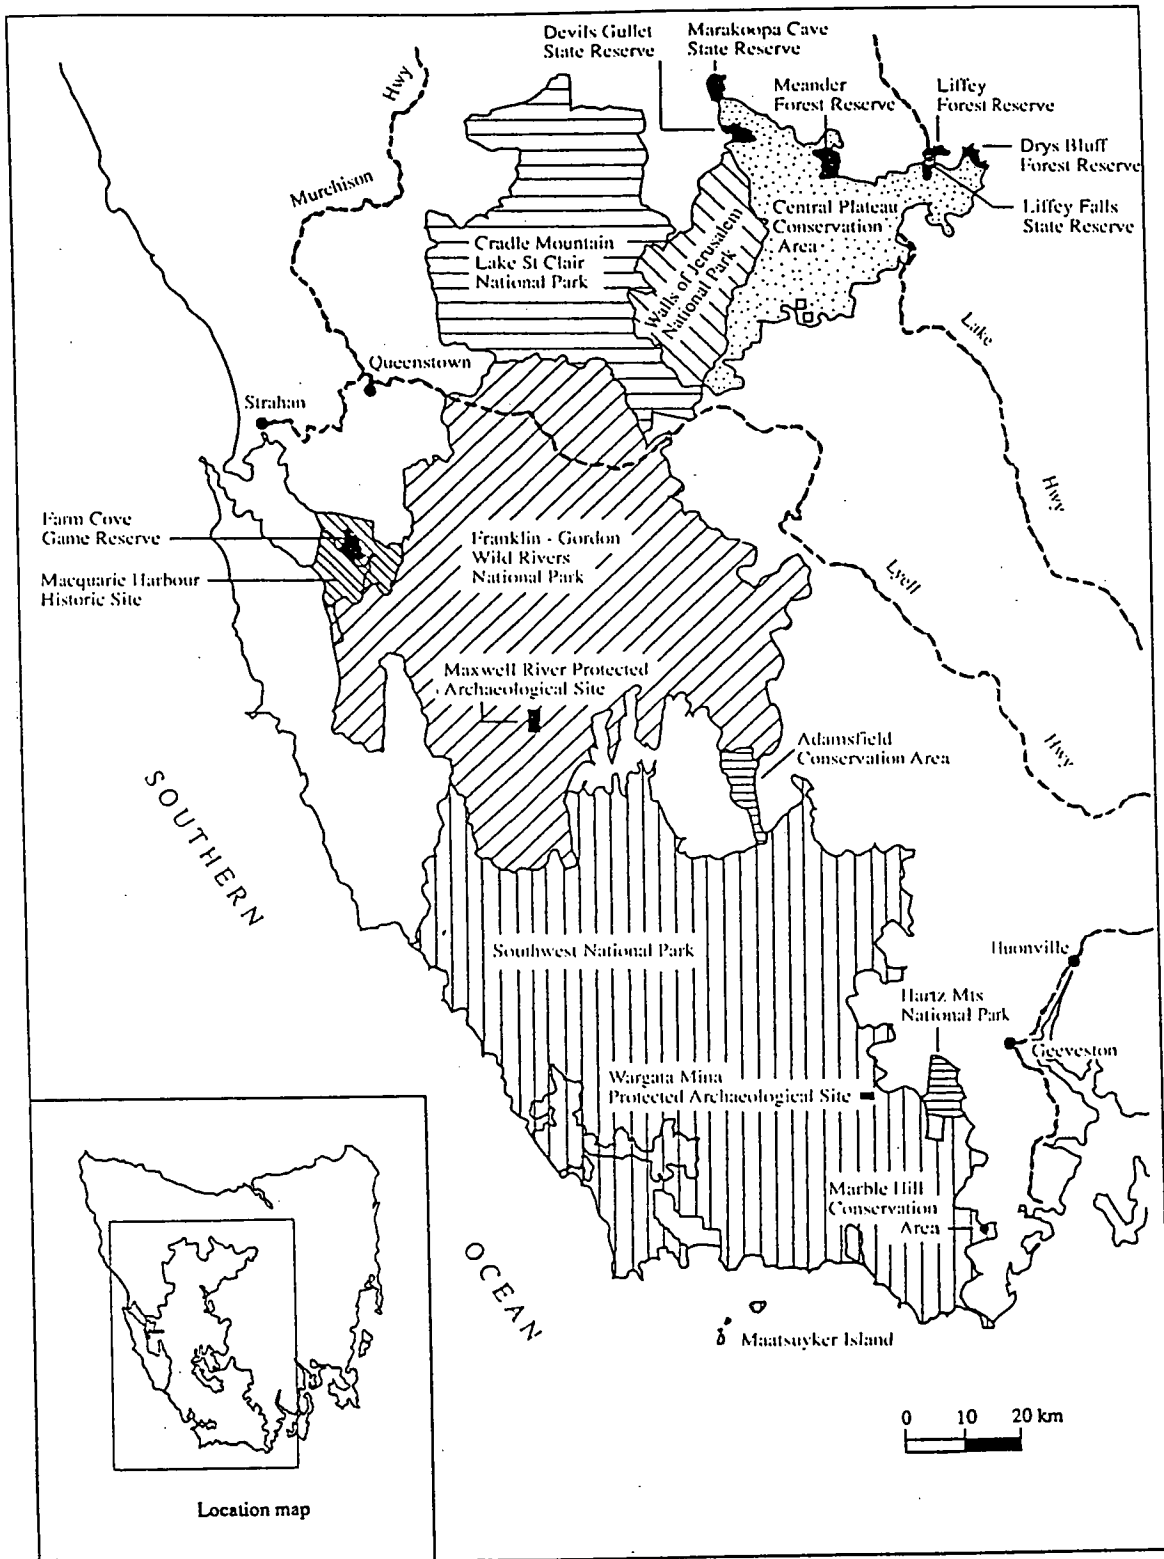 Devils Gullet
State Reserve
Marakoopa Cave
State Reserve
Meander
Forest Reserve
Liffey
Forest Reserve
Drys Bluff
Forest Reserve
Liffey Falls
State Reserve
Hwy
Murchison
Cradle Mountain
Lake St Clair
National Park
Walls of Jerusalem
National Park
Central Plateau
Conservation
Area
Lake
Hwy
Queenstown
Strahan
Farm Cove
Game Reserve
Macquarie Harbour
Historic Site
Franklin - Gordon
Wild Rivers
National Park
Lyell
Hwy
Maxwell River Protected
Archaeological Site
Adamsfield
Conservation Area
SOUTHERN
OCEAN
Southwest National Park
Huonville
Hartz Mts
National Park
Geeveston
Wargata Mina
Protected Archaeological Site
Marble Hill
Conservation
Area
Maatsuyker Island
0 10 20 km
Location map